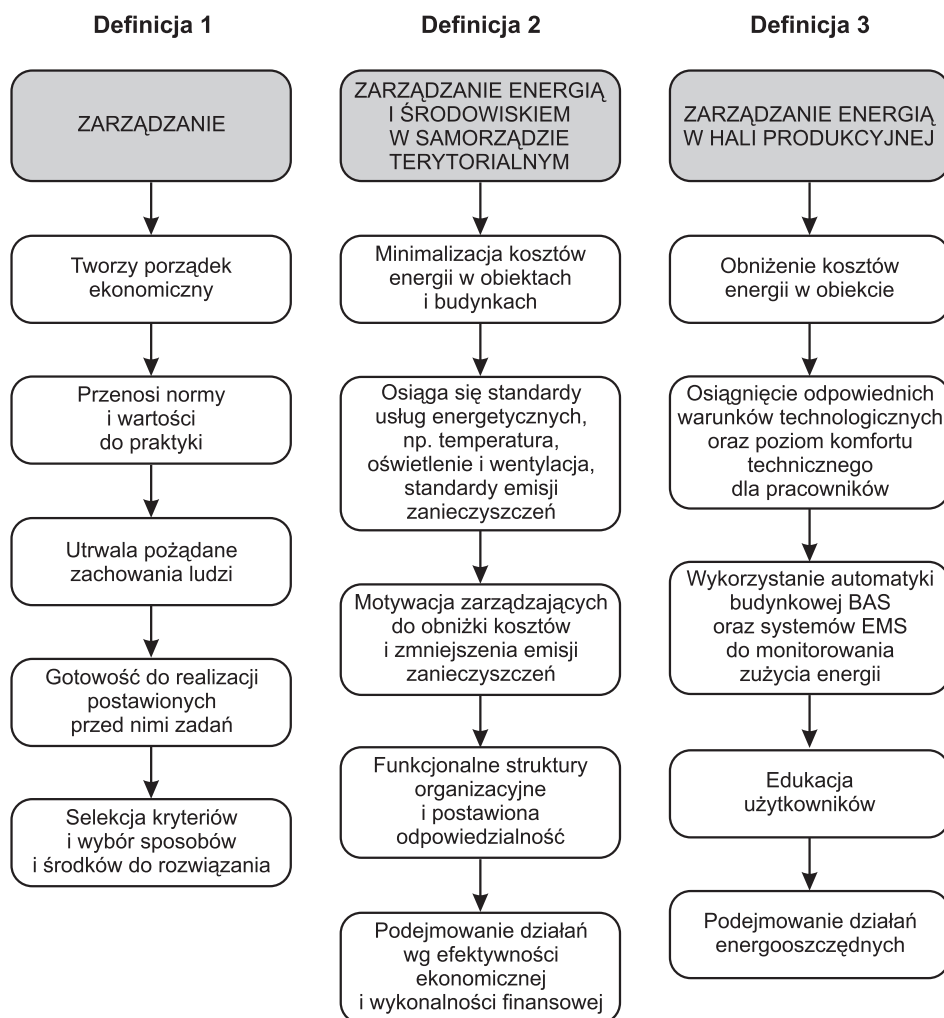 Definicja 1
ZARZĄDZANIE
Tworzy porządek
ekonomiczny
Przenosi normy
i wartości
do praktyki
Utrwala pożądane
zachowania ludzi
Gotowość do realizacji
postawionych
przed nimi zadań
Selekcja kryteriów
i wybór sposobów
i środków do rozwiązania
Definicja 2
ZARZĄDZANIE ENERGIĄ
I ŚRODOWISKIEM
W SAMORZĄDZIE
TERYTORIALNYM
Minimalizacja kosztów
energii w obiektach
i budynkach
Osiąga się standardy
usług energetycznych,
np. temperatura,
oświetlenie i wentylacja,
standardy emisji
zanieczyszczeń
Motywacja zarządzających
do obniżki kosztów
i zmniejszenia emisji
zanieczyszczeń
Funkcjonalne struktury
organizacyjne
i postawiona
odpowiedzialność
Podejmowanie działań
wg efektywności
ekonomicznej
i wykonalności finansowej
Definicja 3
ZARZĄDZANIE ENERGIĄ
W HALI PRODUKCYJNEJ
Obniżenie kosztów
energii w obiekcie
Osiągnięcie odpowiednich
warunków technologicznych
oraz poziom komfortu
technicznego
dla pracowników
Wykorzystanie automatyki
budynkowej BAS
oraz systemów EMS
do monitorowania
zużycia energii
Edukacja
użytkowników
Podejmowanie działań
energooszczędnych